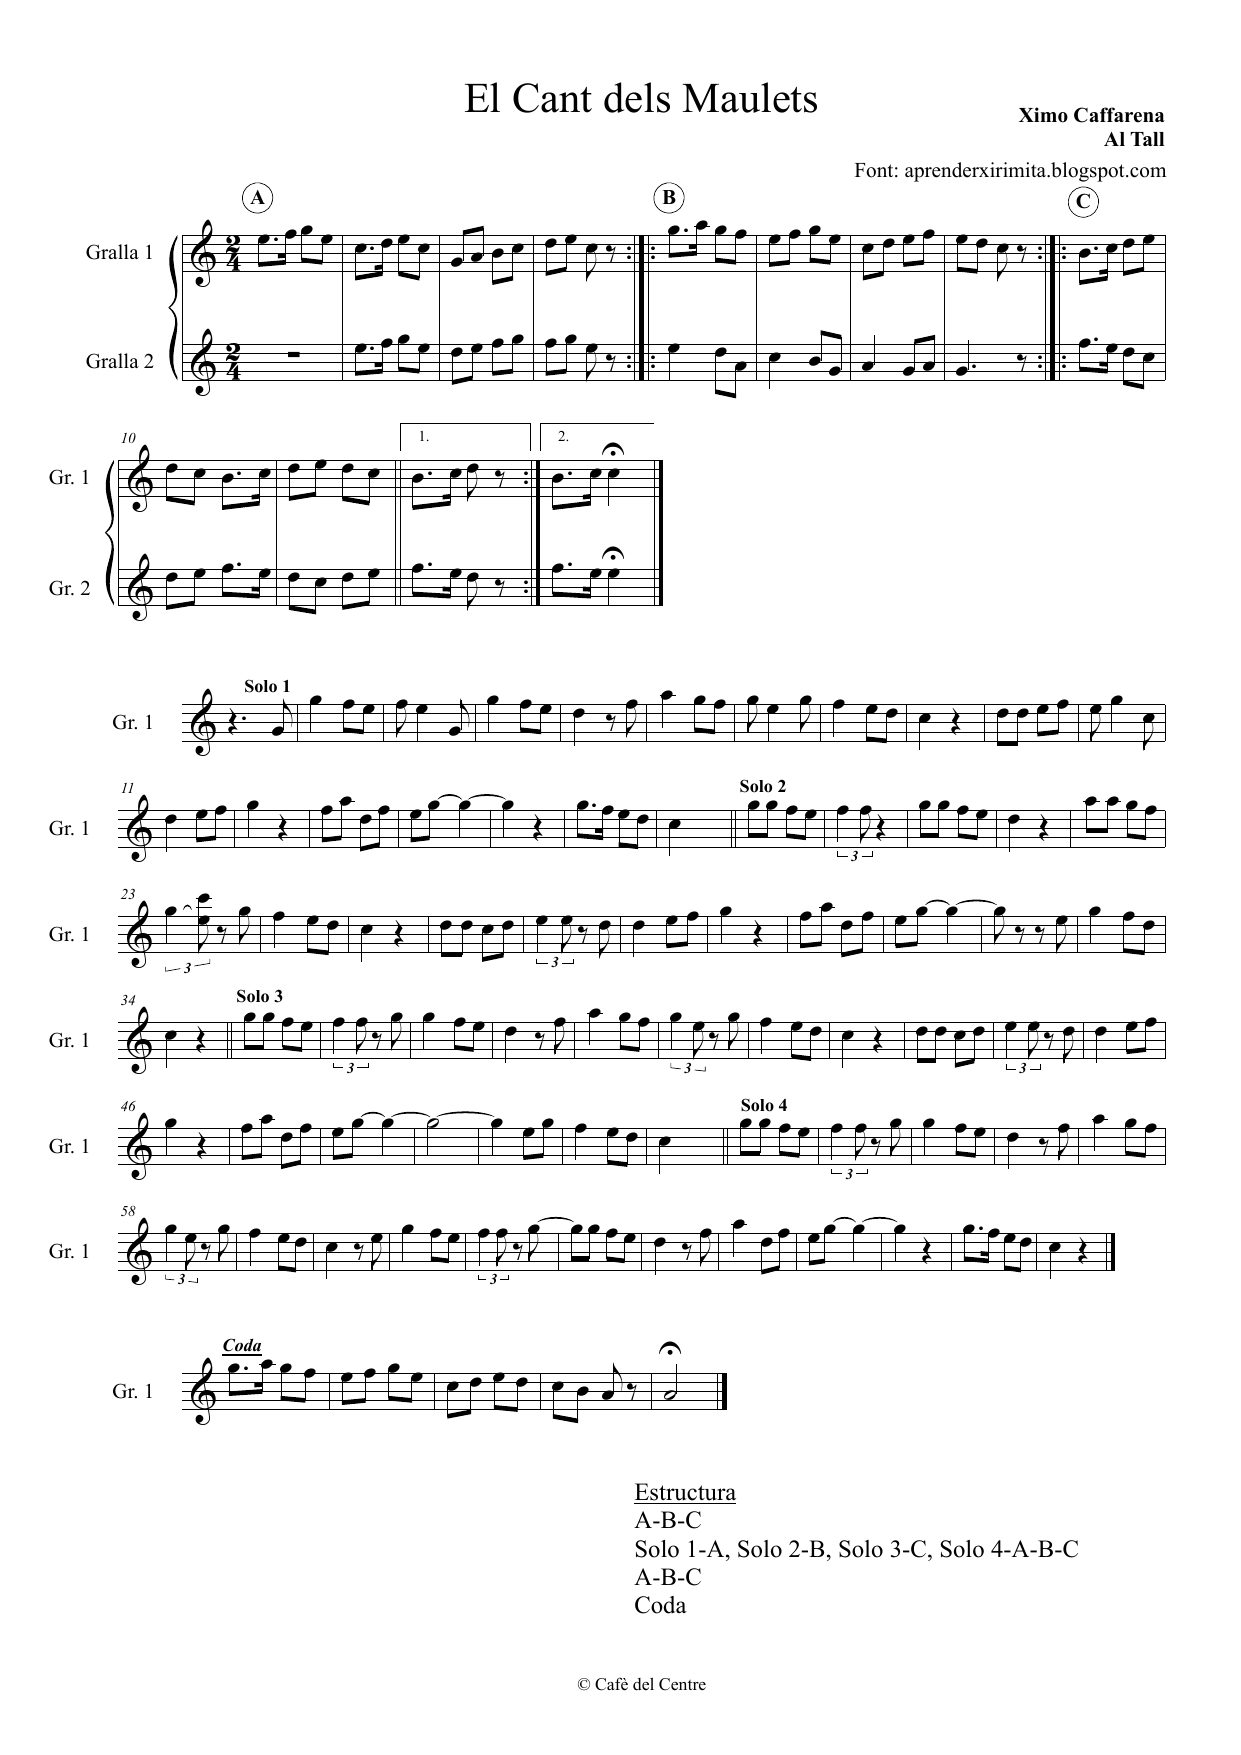 El Cant dels Maulets
Ximo Caffarena
Al Tall
Font: aprenderxirimita.blogspot.com
A B C
Gralla 1
2 4
Gralla 2
2 4
10 1. 2.
Gr. 1
Gr. 2
Solo 1
Gr. 1
11 Solo 2
Gr. 1
3
23
Gr. 1
3 3
34 Solo 3
Gr. 1
3 3 3
46 Solo 4
Gr. 1
3
58
Gr. 1
3 3
Coda
Gr. 1
Estructura
A-B-C
Solo 1-A, Solo 2-B, Solo 3-C, Solo 4-A-B-C
A-B-C
Coda
© Cafè del Centre